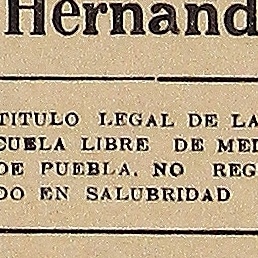 Hernand
TITULO LEGAL DE LA
CUELA LIBRE DE MED
DE PUEBLA. NO REG
DO EN SALUBRIDAD